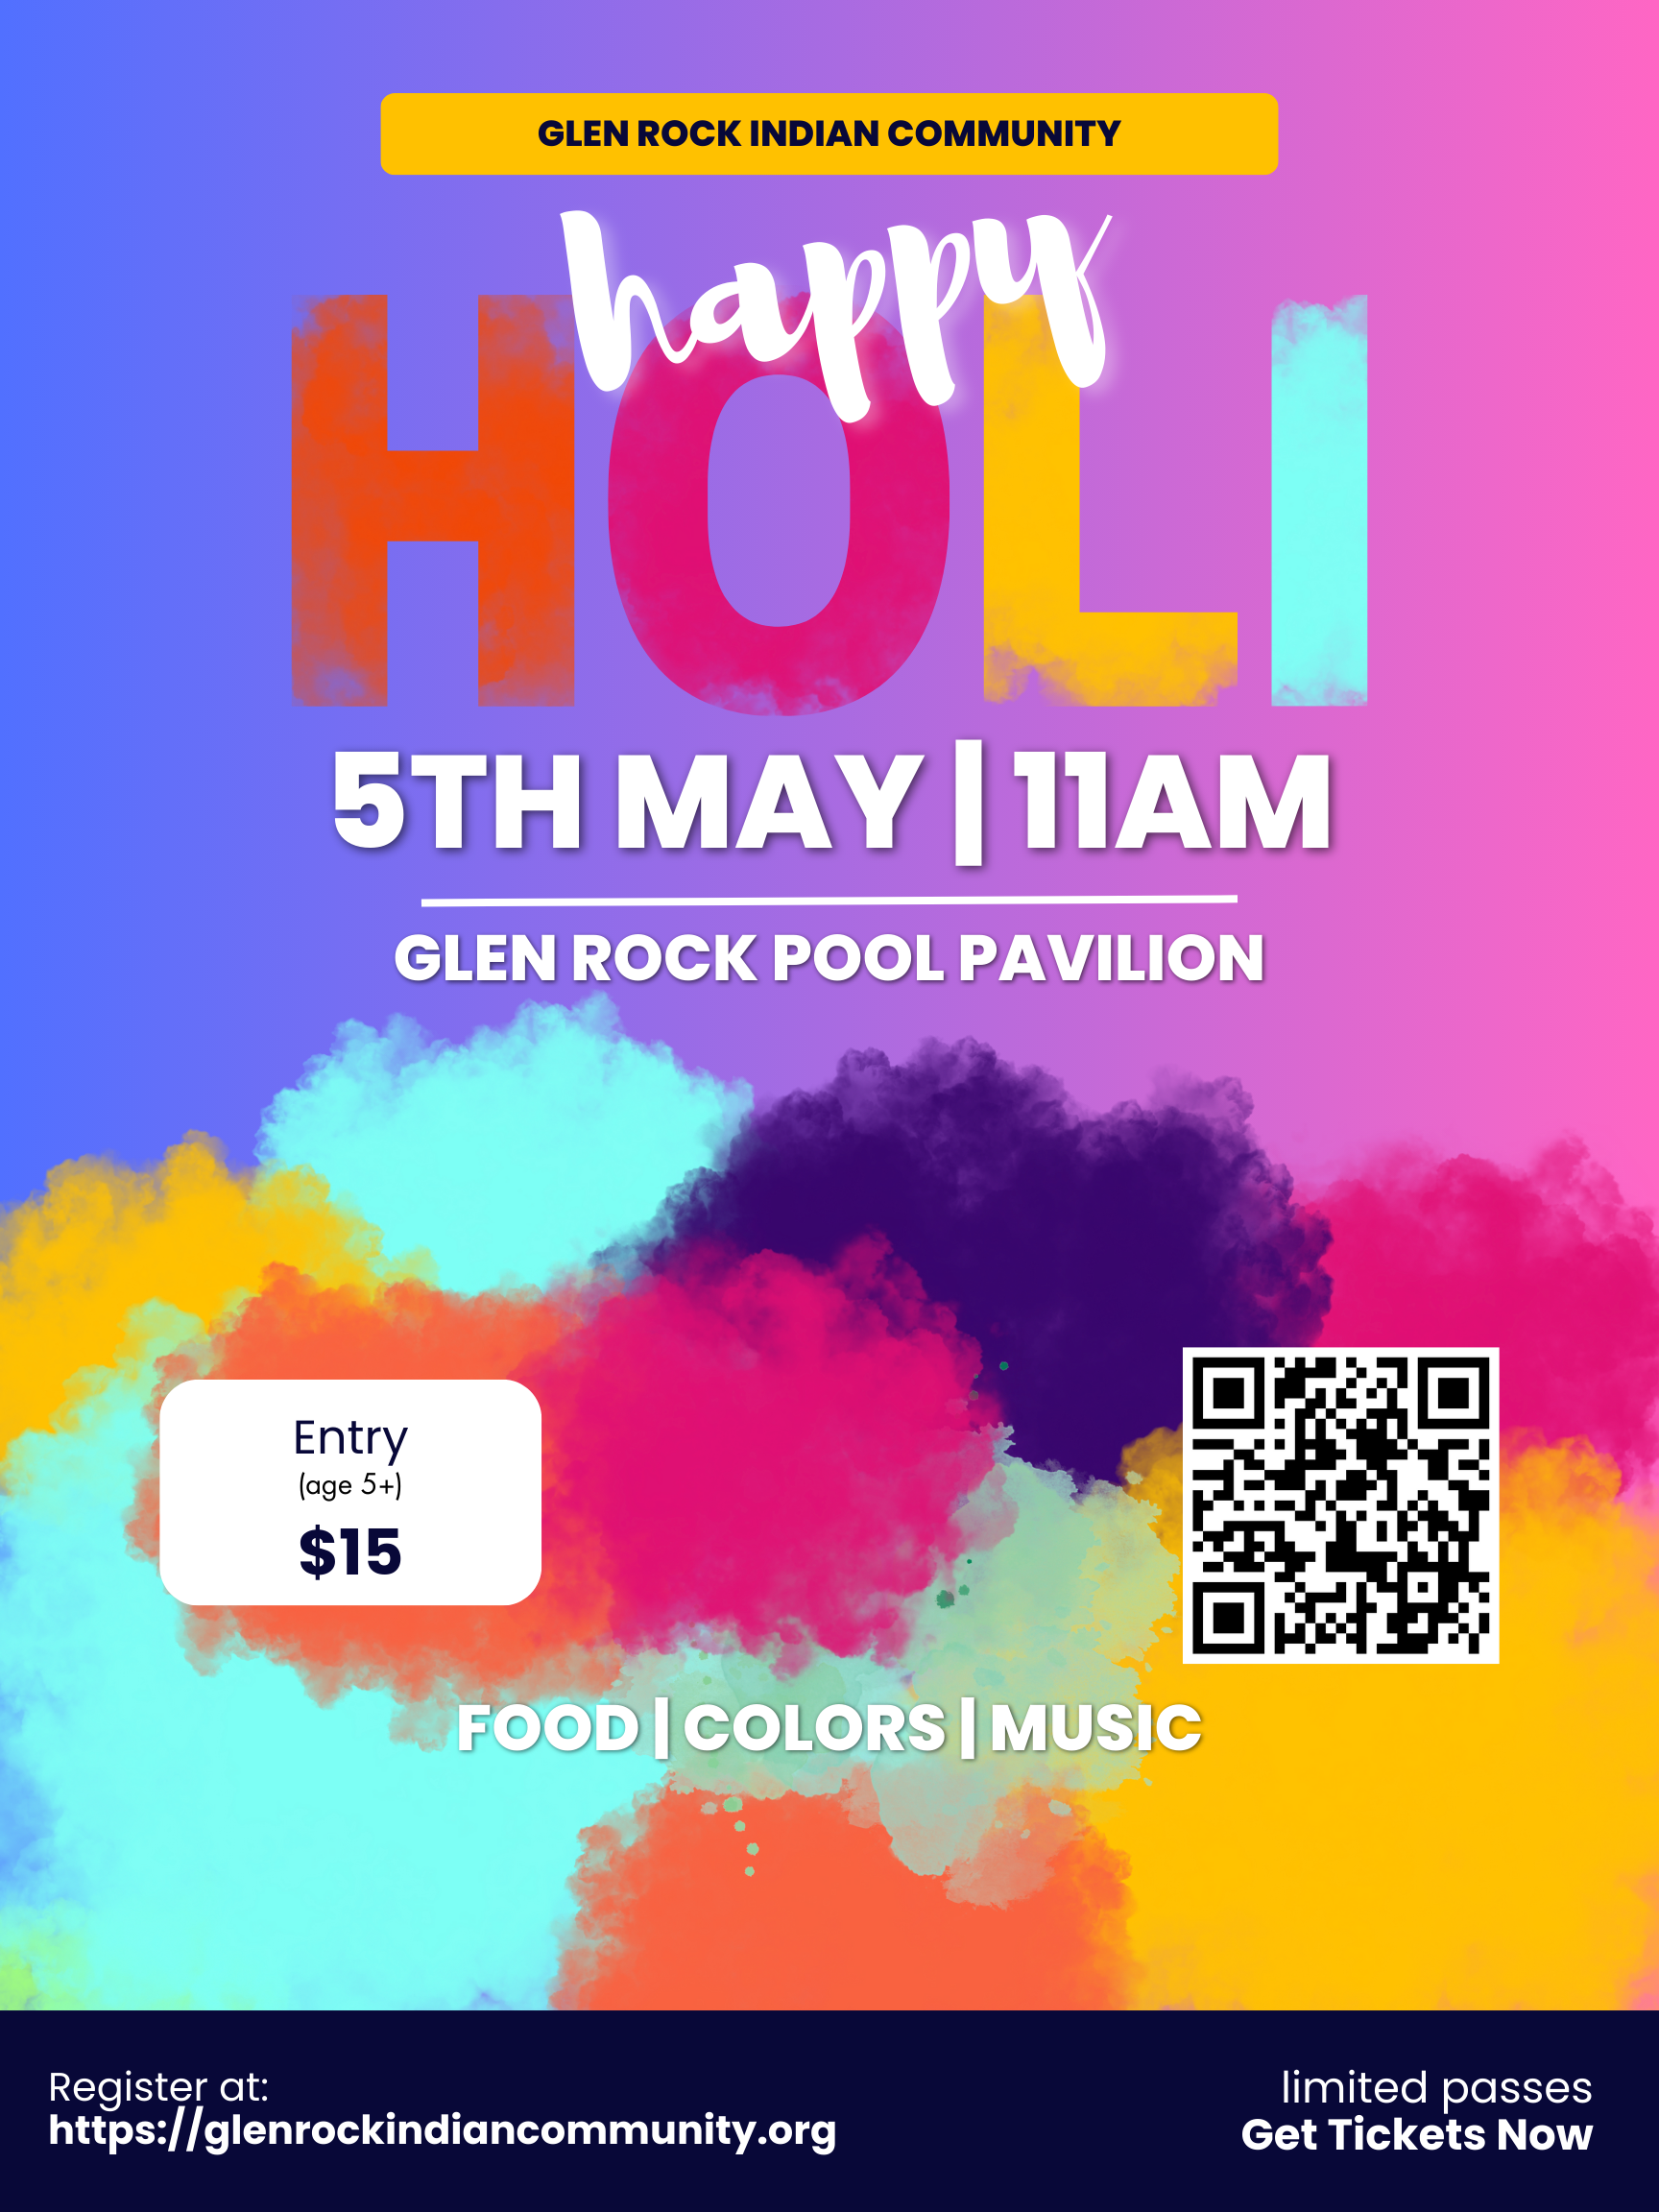 GLEN ROCK INDIAN COMMUNITY
happy
HOLI
5TH MAY | 11AM
GLEN ROCK POOL PAVILION
Entry
(age 5+)
$15
FOOD | COLORS | MUSIC
Register at:
https://glenrockindiancommunity.org
limited passes
Get Tickets Now